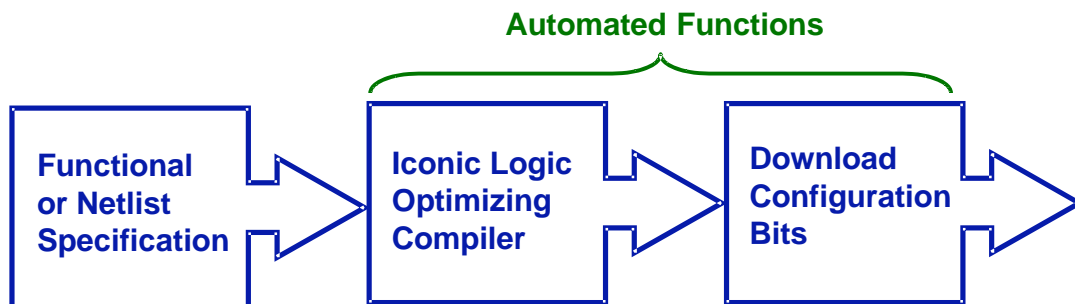 Automated Functions
Functional
or Netlist
Specification
Iconic Logic
Optimizing
Compiler
Download
Configuration
Bits